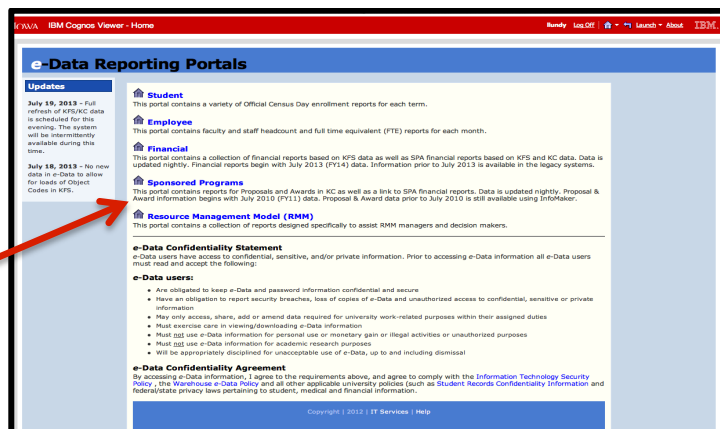 IOWA IBM Cognos Viewer - Home llundy Log Off Launch About IBM.
e-Data Reporting Portals
Updates
July 19, 2013 - Full
refresh of KFS/KC data
is scheduled for this
evening. The system
will be intermittently
available during this
time.
July 18, 2013 - No new
data in e-Data to allow
for loads of Object
Codes in KFS.
Student
This portal contains a variety of Official Census Day enrollment reports for each term.
Employee
This portal contains faculty and staff headcount and full time equivalent (FTE) reports for each month.
Financial
This portal contains a collection of financial reports based on KFS data as well as SPA financial reports based on KFS and KC data. Data is
updated nightly. Financial reports begin with July 2013 (FY14) data. Information prior to July 2013 is available in the legacy systems.
Sponsored Programs
This portal contains reports for Proposals and Awards in KC as well as a link to SPA financial reports. Data is updated nightly. Proposal &
Award information begins with July 2010 (FY11) data. Proposal & Award data prior to July 2010 is still available using InfoMaker.
Resource Management Model (RMM)
This portal contains a collection of reports designed specifically to assist RMM managers and decision makers.
e-Data Confidentiality Statement
e-Data users have access to confidential, sensitive, and/or private information. Prior to accessing e-Data information all e-Data users
must read and accept the following:
e-Data users:
• Are obligated to keep e-Data and password information confidential and secure
• Have an obligation to report security breaches, loss of copies of e-Data and unauthorized access to confidential, sensitive or private
information
• May only access, share, add or amend data required for university work-related purposes within their assigned duties
• Must exercise care in viewing/downloading e-Data information
• Must not use e-Data information for personal use or monetary gain or illegal activities or unauthorized purposes
• Must not use e-Data information for academic research purposes
• Will be appropriately disciplined for unacceptable use of e-Data, up to and including dismissal
e-Data Confidentiality Agreement
By accessing e-Data information, I agree to the requirements above, and agree to comply with the Information Technology Security
Policy , the Warehouse e-Data Policy and all other applicable university policies (such as Student Records Confidentiality Information and
federal/state privacy laws pertaining to student, medical and financial information.
Copyright | 2012 | IT Services | Help